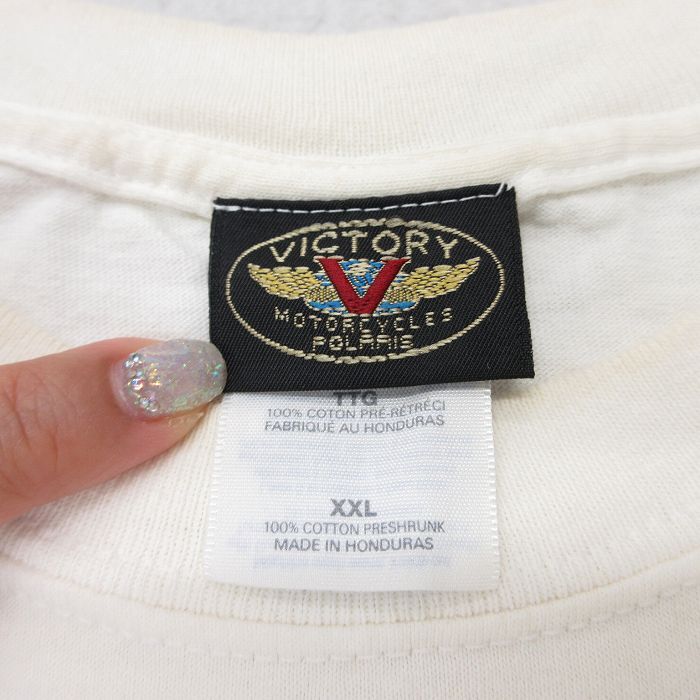 VICTORY
V
MOTORCYCLES
POLARIS
TTG
100% COTON PRÉ-RÉTRÉCI
FABRIQUÉ AU HONDURAS
XXL
100% COTTON PRESHRUNK
MADE IN HONDURAS